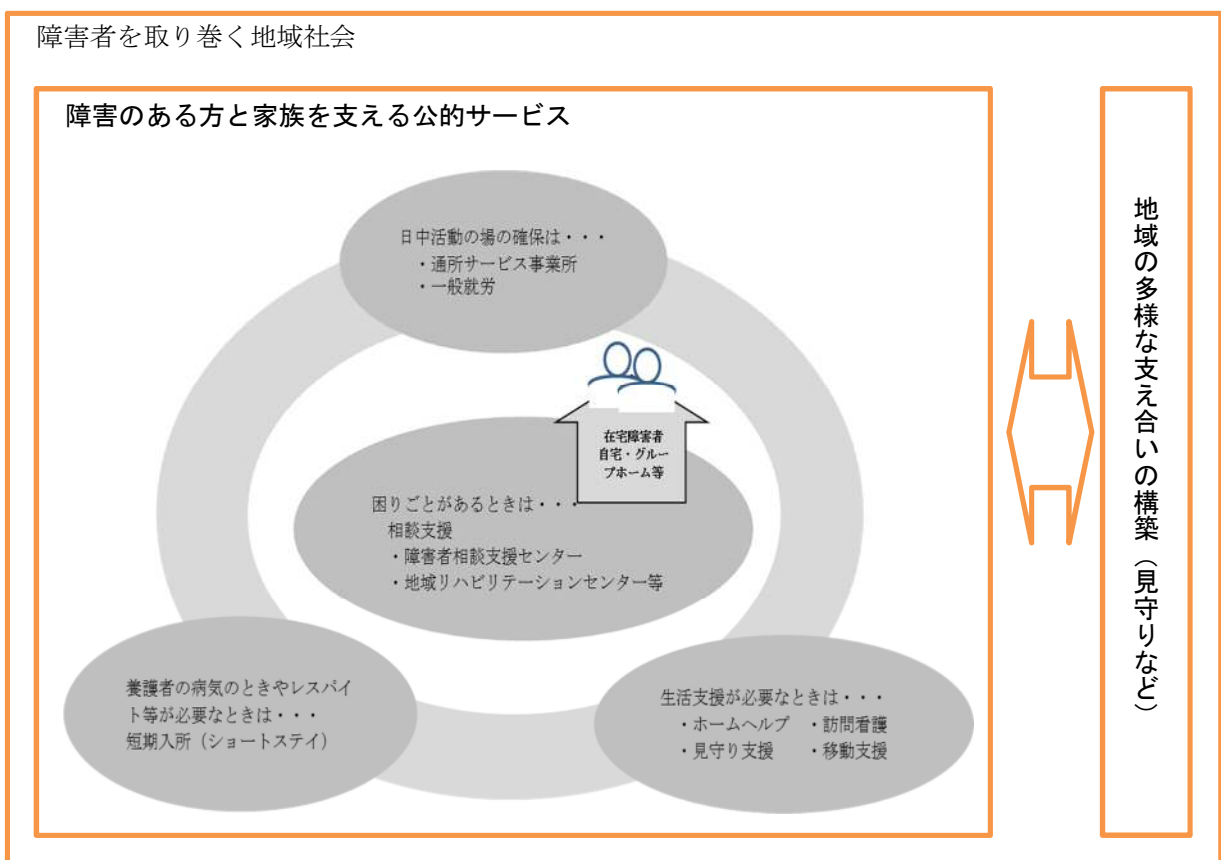 障害者を取り巻く地域社会
障害のある方と家族を支える公的サービス
日中活動の場の確保は・・・
・通所サービス事業所
・一般就労
在宅障害者
自宅・グルー
プホーム等
困りごとがあるときは・・・
相談支援
・障害者相談支援センター
・地域リハビリテーションセンター等
養護者の病気のときやレスパイ
ト等が必要なときは・・・
短期入所（ショートステイ）
生活支援が必要なときは・・・
・ホームヘルプ ・訪問看護
・見守り支援 ・移動支援
地域の多様な支え合いの構築（見守りなど）